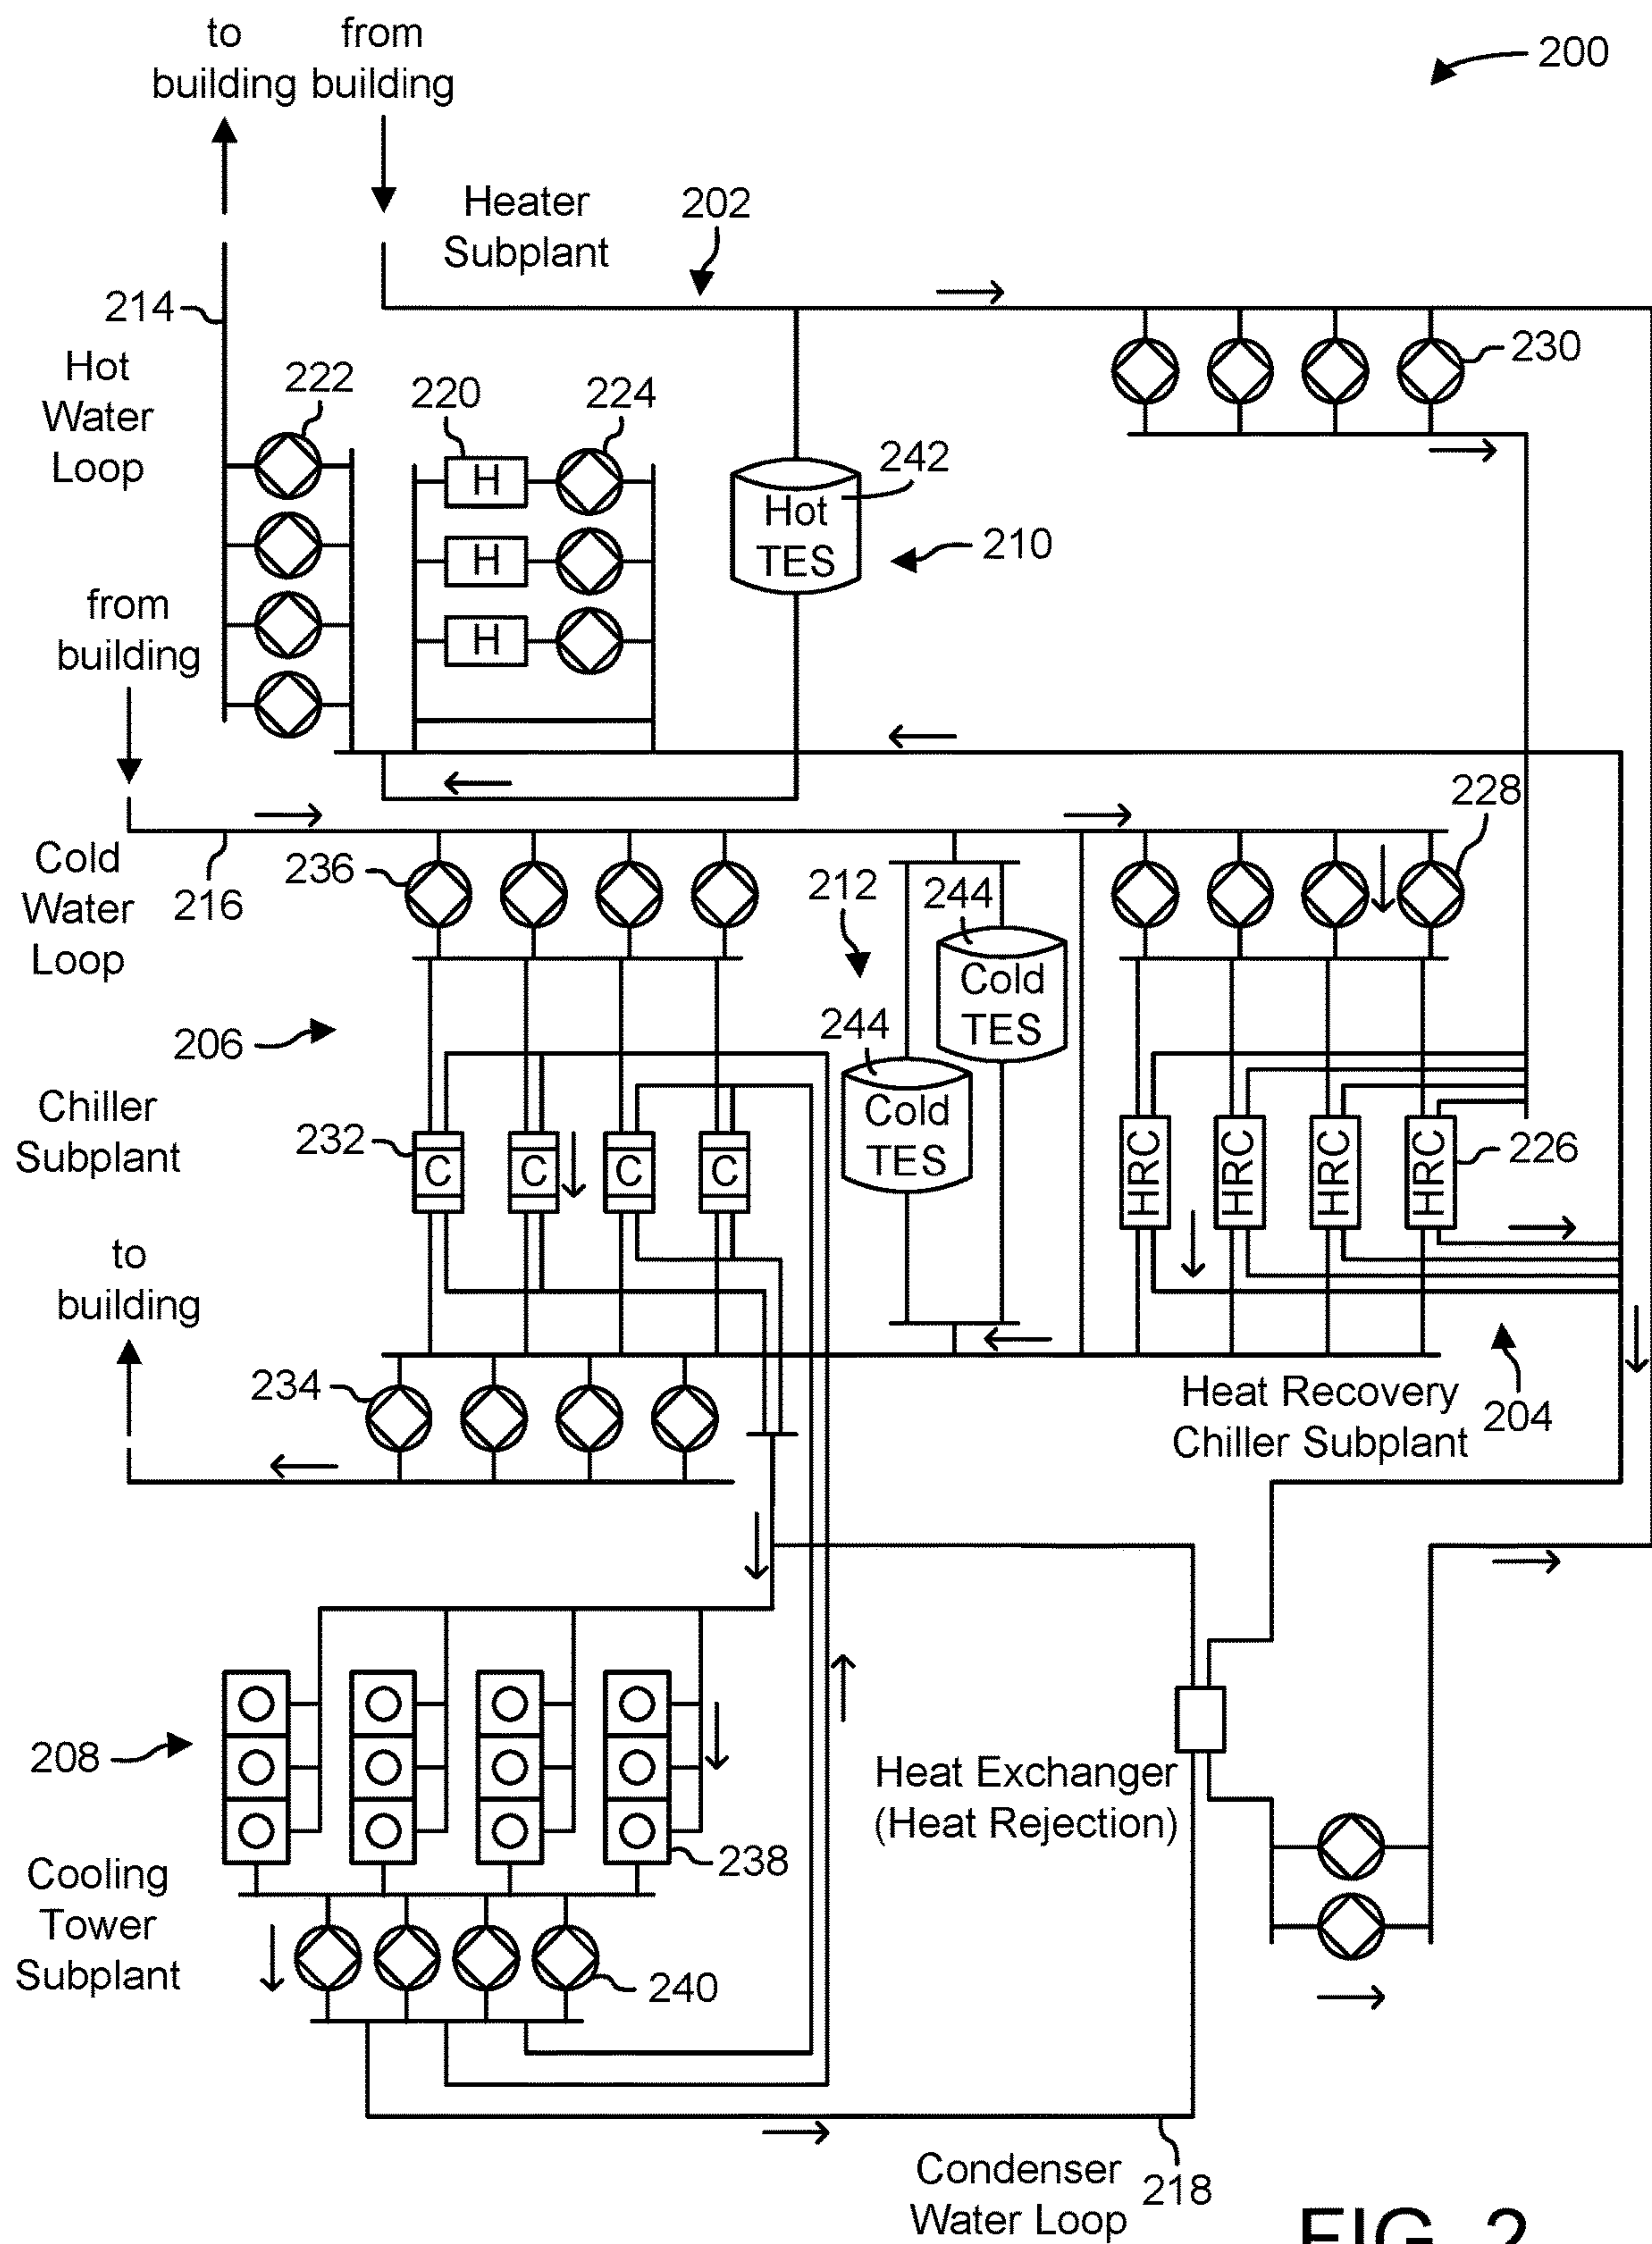 to from
building building
200
Heater
Subplant
202
214
Hot
Water
Loop
222
220
H
224
H
H
Hot
TES
242
210
230
from
building
Cold
Water
Loop
216
236
212
244
Cold
TES
244
Cold
TES
228
206
Chiller
Subplant
232
C C C C
HRC HRC HRC HRC
226
to
building
234
Heat Recovery
Chiller Subplant
204
208
238
Heat Exchanger
(Heat Rejection)
Cooling
Tower
Subplant
240
Condenser
Water Loop
218
FIG. 2